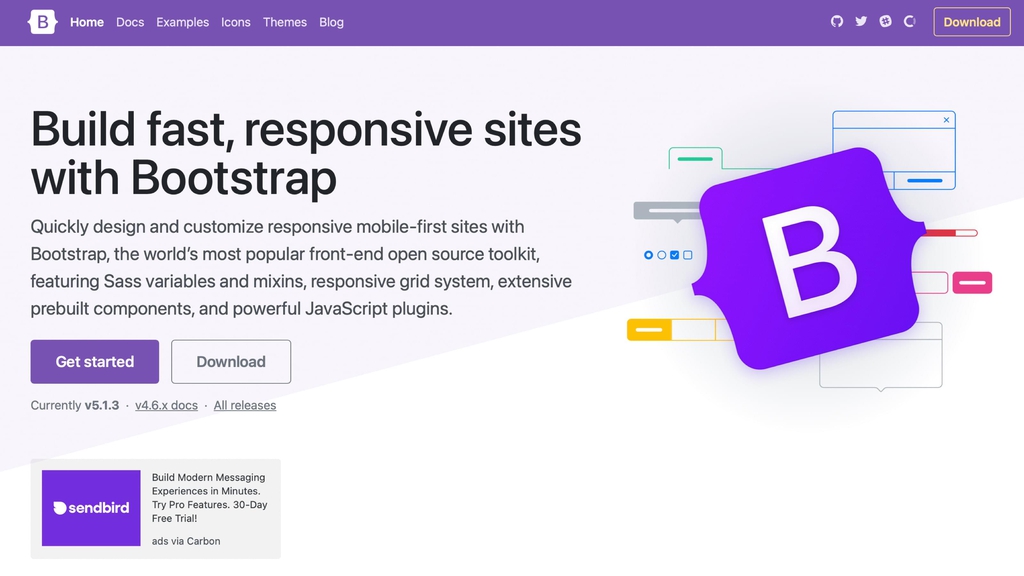 B Home Docs Examples Icons Themes Blog Download
Build fast, responsive sites
with Bootstrap
Quickly design and customize responsive mobile-first sites with
Bootstrap, the world’s most popular front-end open source toolkit,
featuring Sass variables and mixins, responsive grid system, extensive
prebuilt components, and powerful JavaScript plugins.
Get started Download
Currently v5.1.3 · v4.6.x docs · All releases
B
sendbird
Build Modern Messaging
Experiences in Minutes.
Try Pro Features. 30-Day
Free Trial!
ads via Carbon